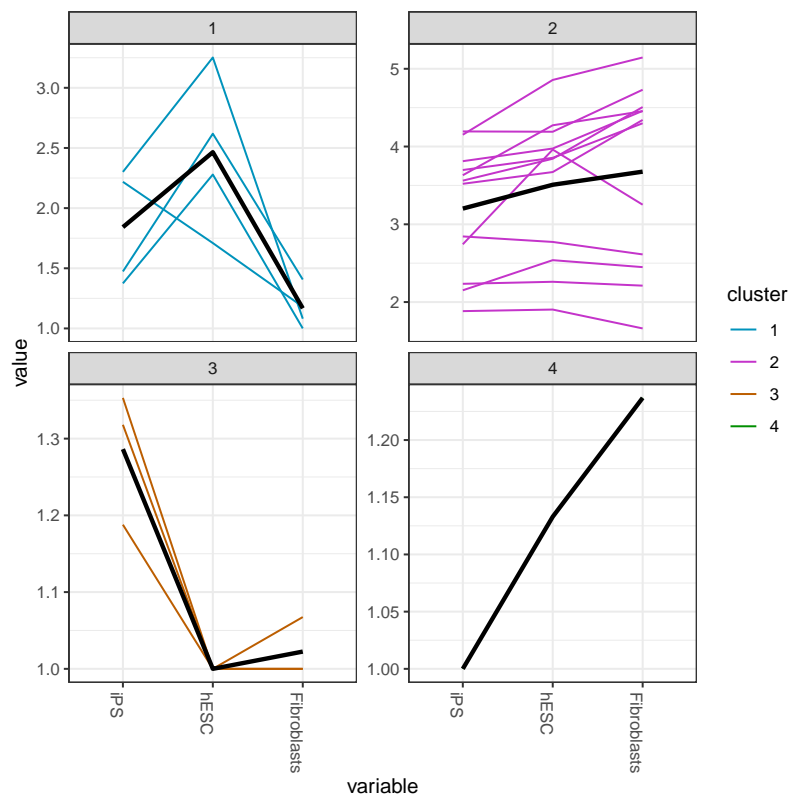 1
2
3.0
2.5
2.0
1.5
1.0
5
4
3
2
value
3
4
1.3
1.2
1.1
1.0
1.20
1.15
1.10
1.05
1.00
iPS
hESC
Fibroblasts
iPS
hESC
Fibroblasts
variable
cluster
1
2
3
4